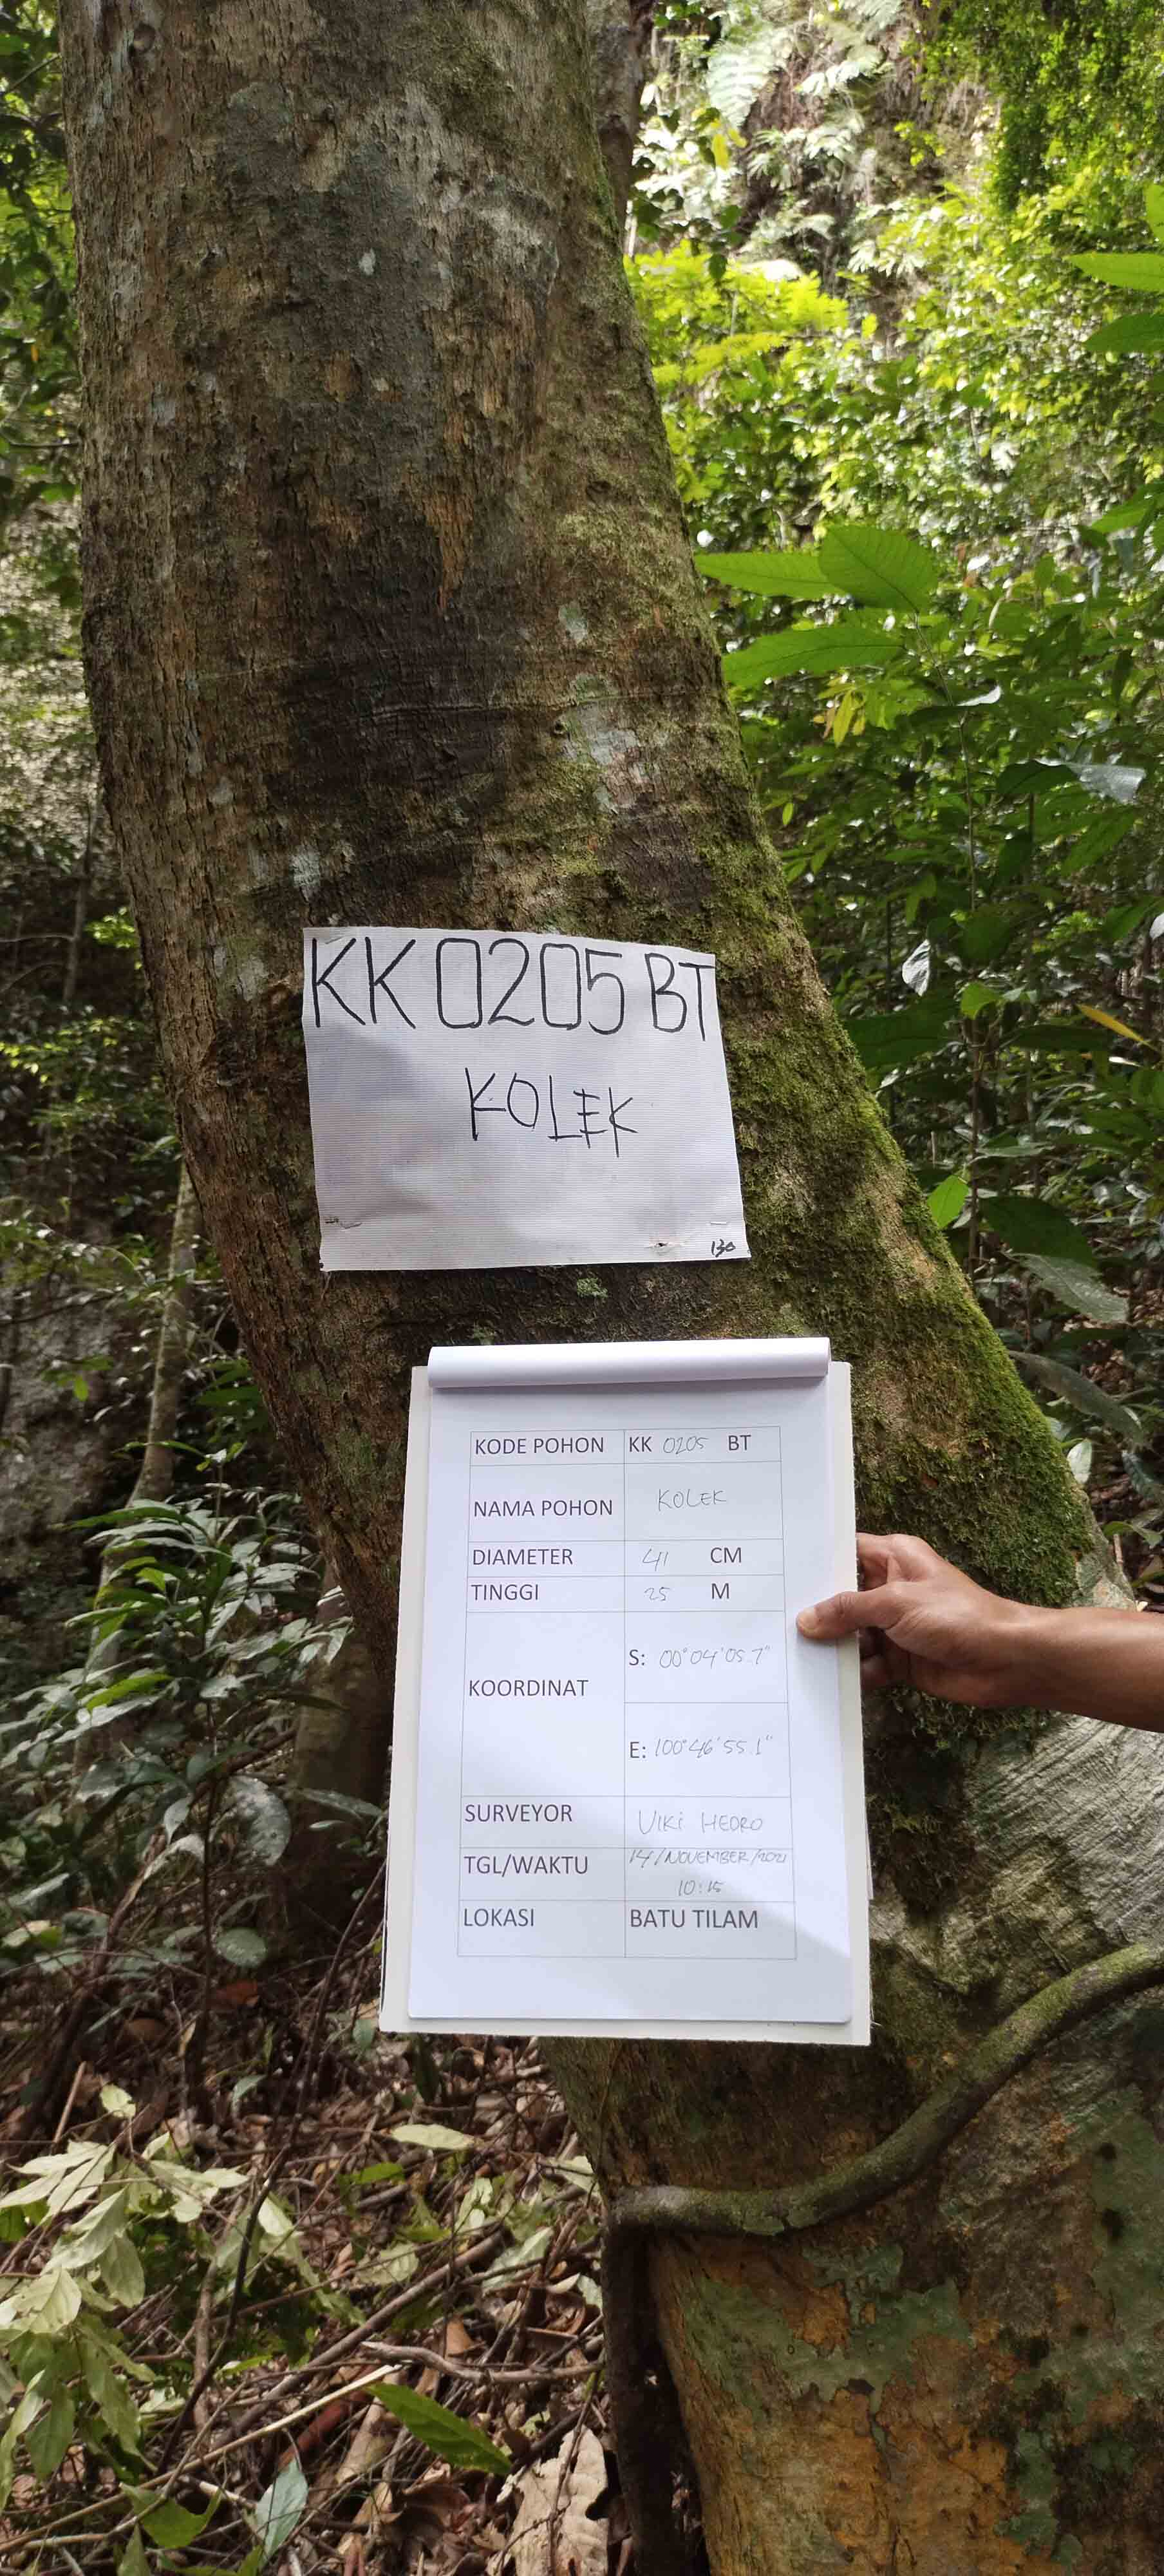 KK 0205 BT
KOLEK
130
KODE POHON KK 0205 BT
NAMA POHON KOLEK
DIAMETER 41 CM
TINGGI 25 M
KOORDINAT
S: 00°04'05.7"
E: 100°46'55.1"
SURVEYOR VIKI HEDRO
TGL/WAKTU 14/NOVEMBER/2021
10:15
LOKASI BATU TILAM